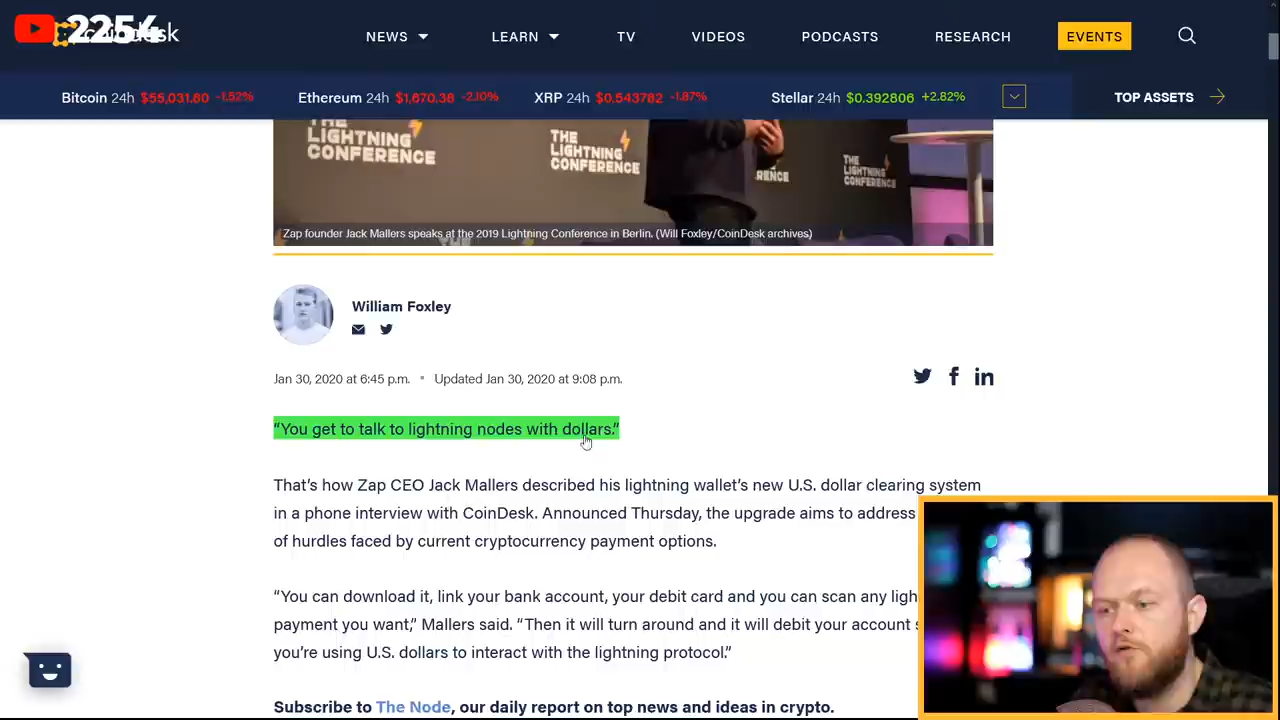 2254
coindesk
NEWS
LEARN
TV
VIDEOS
PODCASTS
RESEARCH
EVENTS
Bitcoin 24h $55,031.60 -1.52%
Ethereum 24h $1,670.38 -2.10%
XRP 24h $0.543782 -1.87%
Stellar 24h $0.392806 +2.82%
TOP ASSETS
THE
LIGHTNING
CONFERENCE
THE
LIGHTNING
CONFERENCE
THE
LIGHTNING
CONFERENCE
Zap founder Jack Mallers speaks at the 2019 Lightning Conference in Berlin. (Will Foxley/CoinDesk archives)
William Foxley
Jan 30, 2020 at 6:45 p.m. • Updated Jan 30, 2020 at 9:08 p.m.
“You get to talk to lightning nodes with dollars.”
That’s how Zap CEO Jack Mallers described his lightning wallet’s new U.S. dollar clearing system
in a phone interview with CoinDesk. Announced Thursday, the upgrade aims to address
of hurdles faced by current cryptocurrency payment options.
“You can download it, link your bank account, your debit card and you can scan any ligh
payment you want,” Mallers said. “Then it will turn around and it will debit your account s
you’re using U.S. dollars to interact with the lightning protocol.”
Subscribe to The Node, our daily report on top news and ideas in crypto.